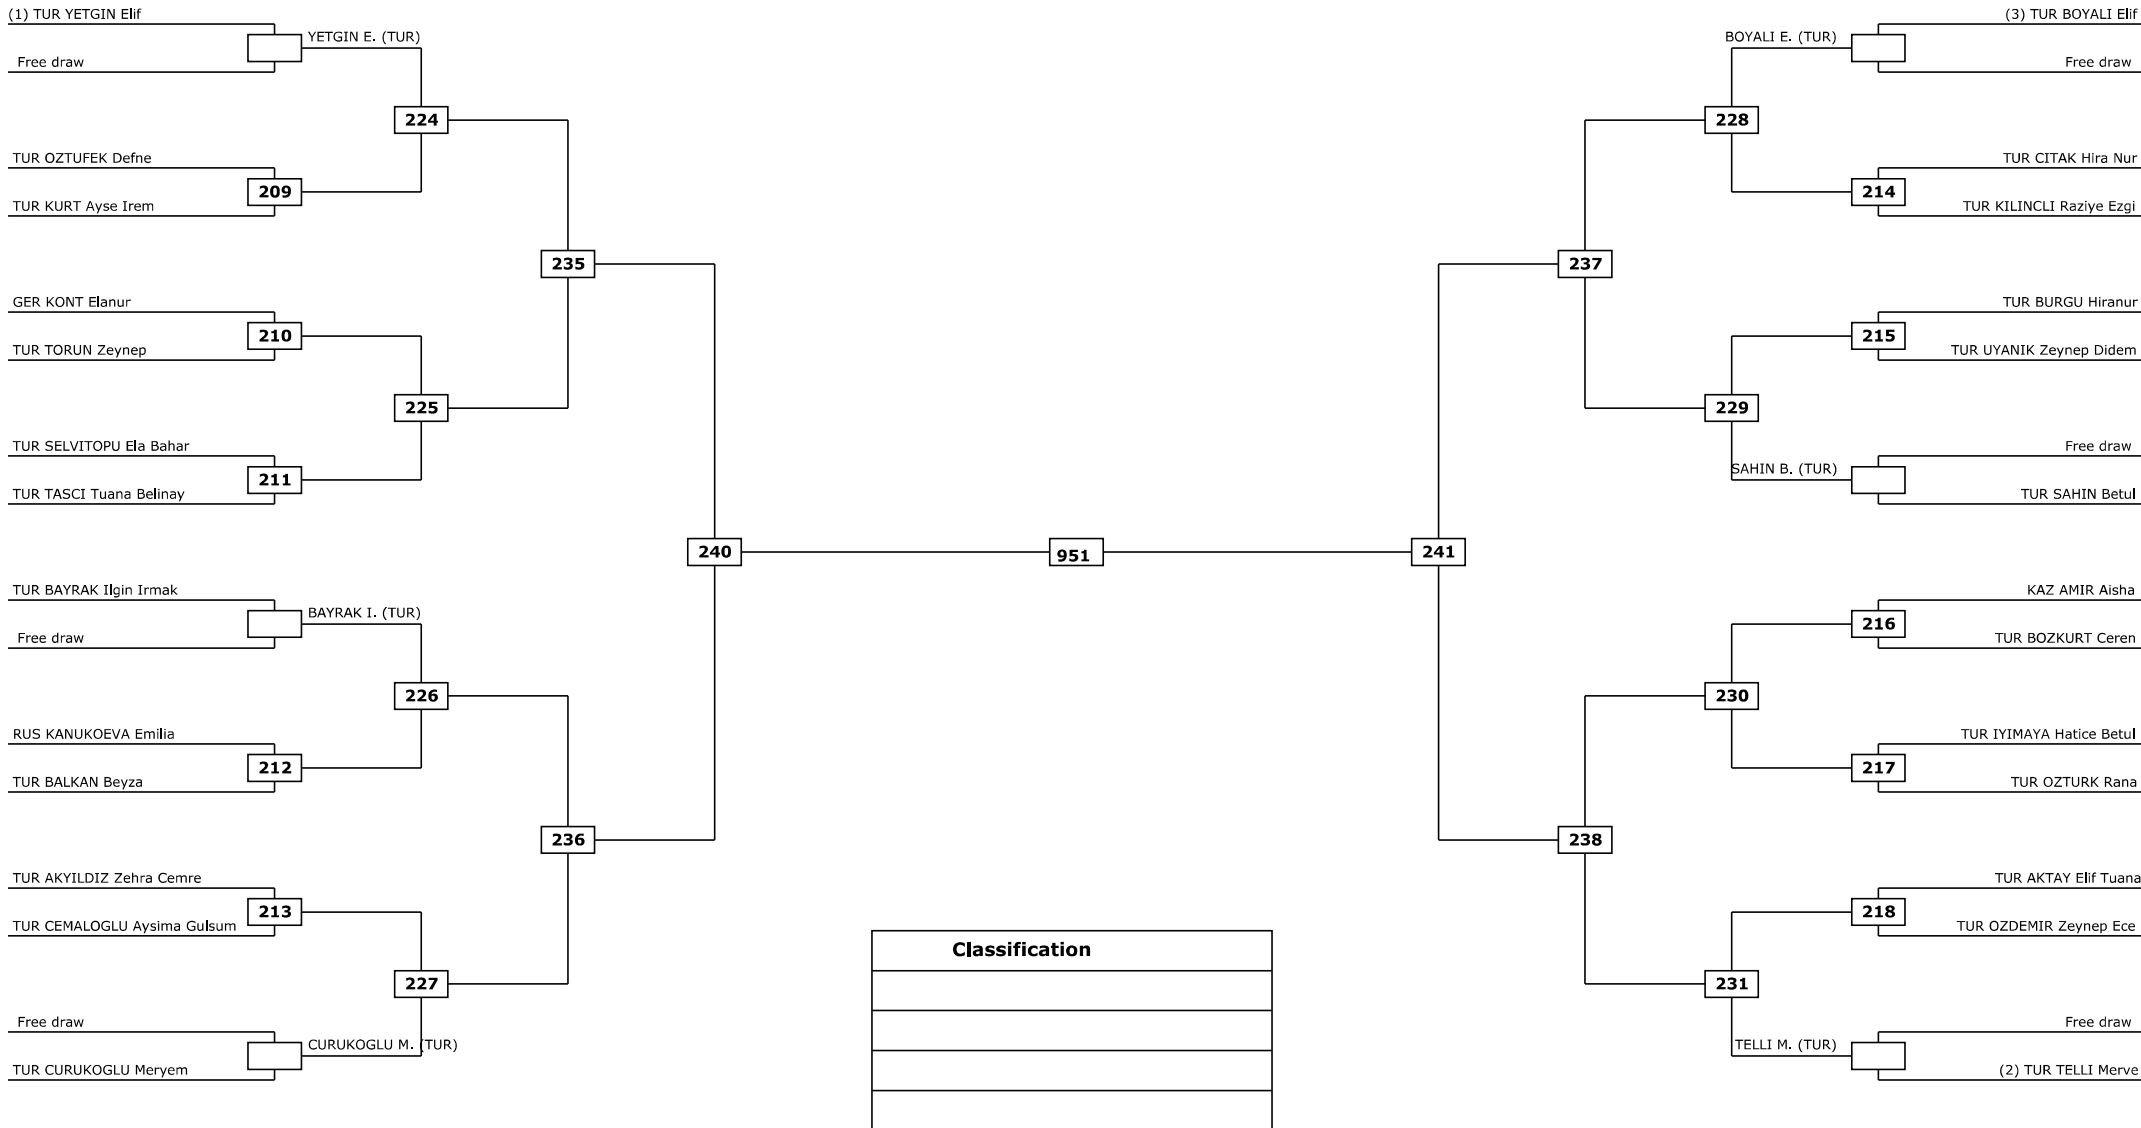 (1) TUR YETGIN Elif
YETGIN E. (TUR)
Free draw
224
TUR OZTUFEK Defne
209
TUR KURT Ayse Irem
235
GER KONT Elanur
210
TUR TORUN Zeynep
225
TUR SELVITOPU Ela Bahar
211
TUR TASCI Tuana Belinay
240
TUR BAYRAK Ilgin Irmak
BAYRAK I. (TUR)
Free draw
226
RUS KANUKOEVA Emilia
212
TUR BALKAN Beyza
236
TUR AKYILDIZ Zehra Cemre
213
TUR CEMALOGLU Aysima Gulsum
227
Free draw
CURUKOGLU M. (TUR)
TUR CURUKOGLU Meryem
951
(3) TUR BOYALI Elif
BOYALI E. (TUR)
Free draw
228
TUR CITAK Hira Nur
214
TUR KILINCLI Raziye Ezgi
237
TUR BURGU Hiranur
215
TUR UYANIK Zeynep Didem
229
Free draw
SAHIN B. (TUR)
TUR SAHIN Betul
241
KAZ AMIR Aisha
216
TUR BOZKURT Ceren
230
TUR IYIMAYA Hatice Betul
217
TUR OZTURK Rana
238
TUR AKTAY Elif Tuana
218
TUR OZDEMIR Zeynep Ece
231
Free draw
TELLI M. (TUR)
(2) TUR TELLI Merve
Classification